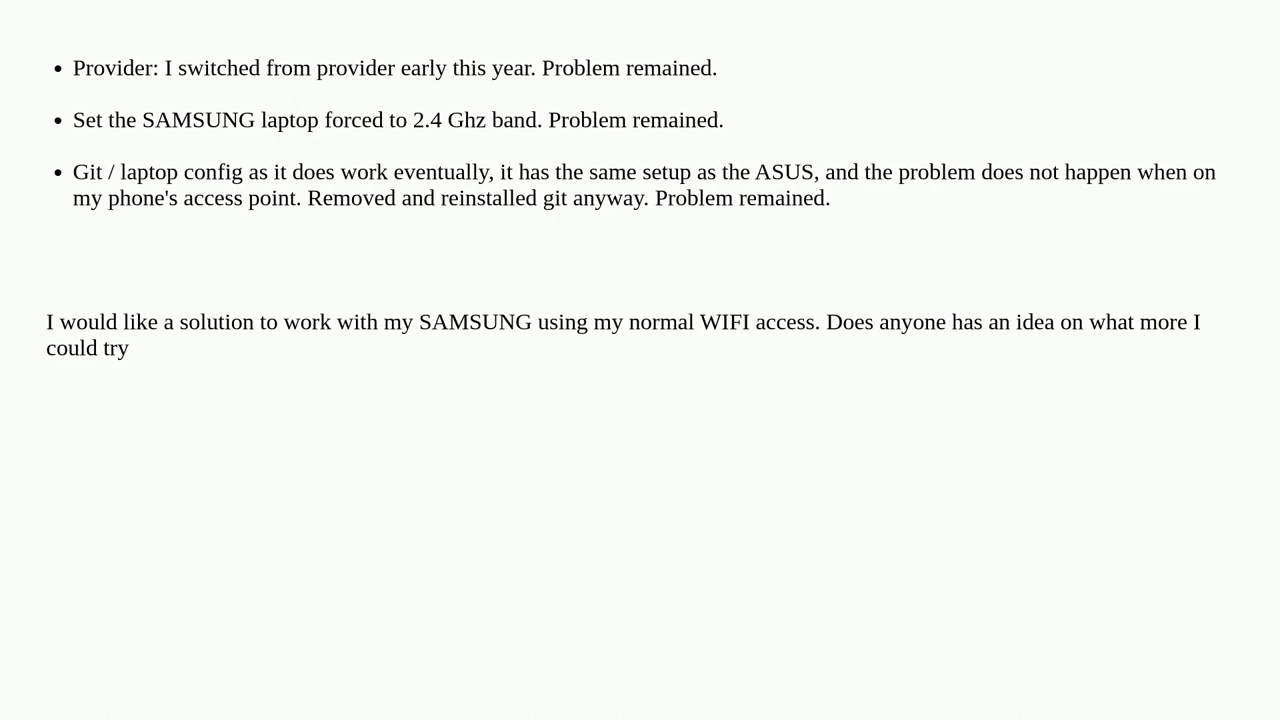 • Provider: I switched from provider early this year. Problem remained.
• Set the SAMSUNG laptop forced to 2.4 Ghz band. Problem remained.
• Git / laptop config as it does work eventually, it has the same setup as the ASUS, and the problem does not happen when on
my phone's access point. Removed and reinstalled git anyway. Problem remained.
I would like a solution to work with my SAMSUNG using my normal WIFI access. Does anyone has an idea on what more I
could try